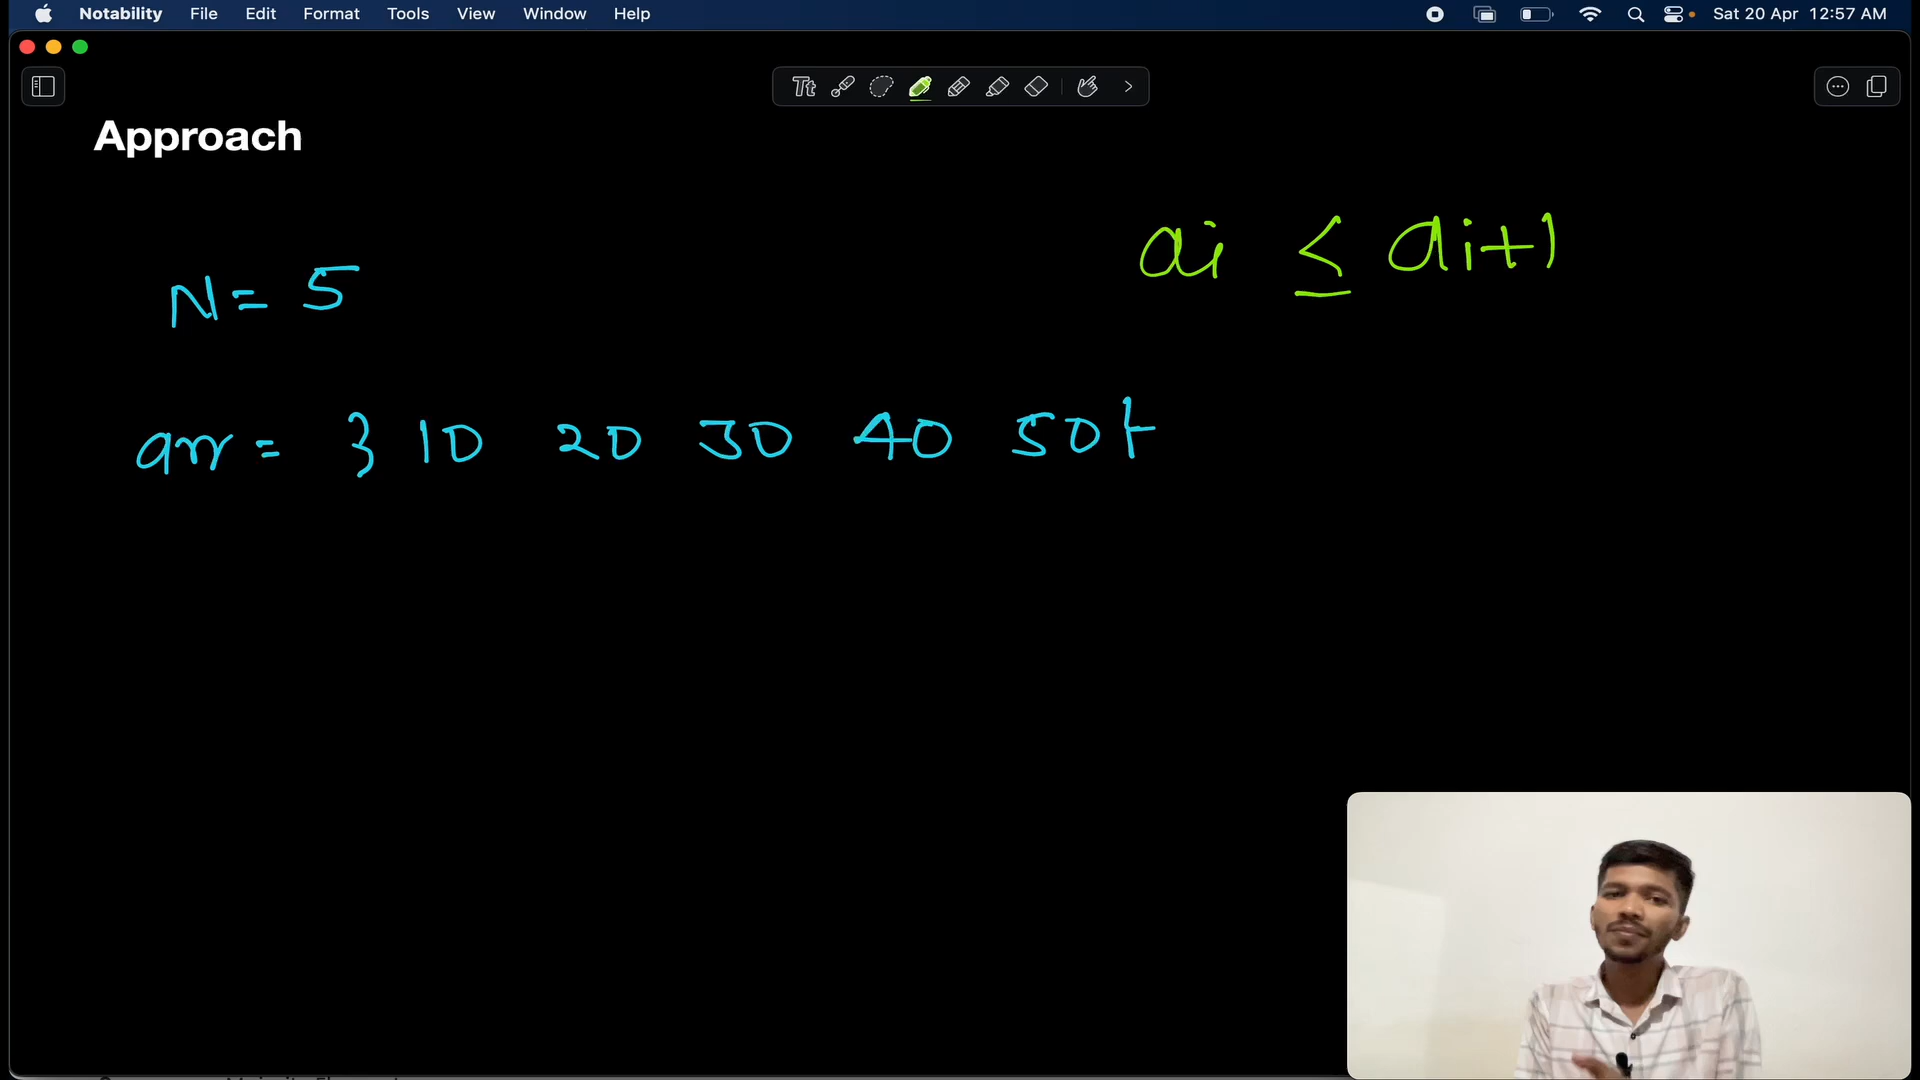 Notability File Edit Format Tools View Window Help Sat 20 Apr 12:57 AM
Tt
Approach
ai ≤ ai+1
N = 5
arr = } 10 20 30 40 50 }